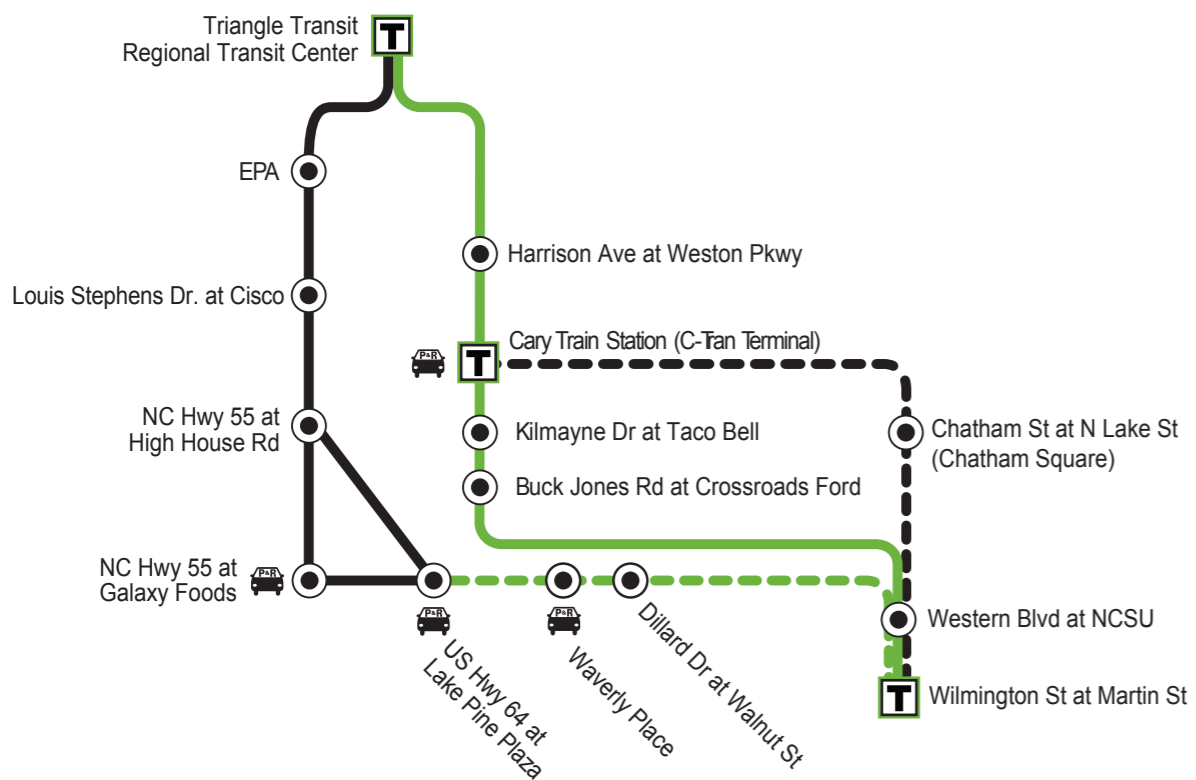 Triangle Transit
Regional Transit Center
T
EPA
Harrison Ave at Weston Pkwy
Louis Stephens Dr. at Cisco
Cary Train Station (C-Tran Terminal)
P&R
T
NC Hwy 55 at
High House Rd
Kilmayne Dr at Taco Bell
Chatham St at N Lake St
(Chatham Square)
Buck Jones Rd at Crossroads Ford
NC Hwy 55 at
Galaxy Foods
P&R
P&R
P&R
US Hwy 64 at
Lake Pine Plaza
Waverly Place
Dillard Dr at Walnut St
Western Blvd at NCSU
T
Wilmington St at Martin St